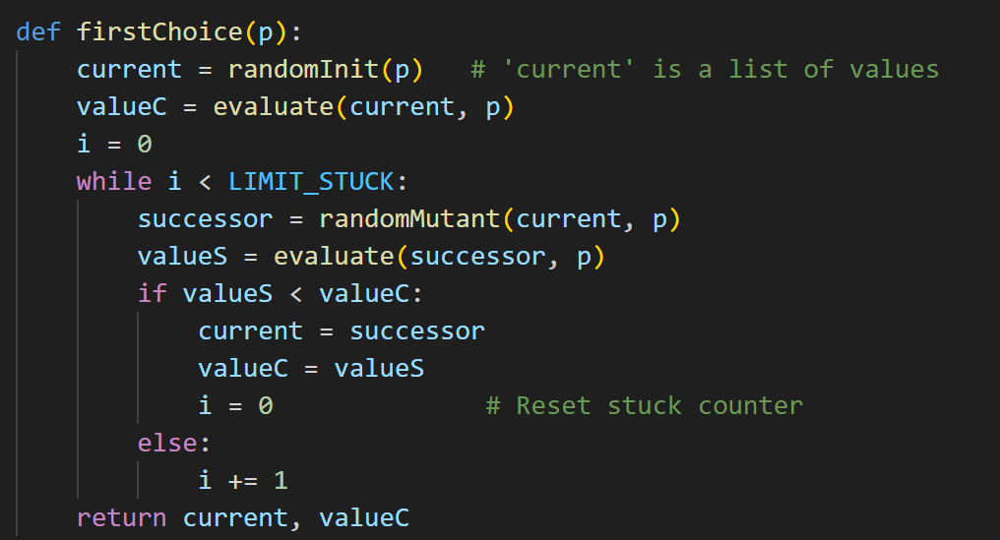 def firstChoice(p):
    current = randomInit(p)   # 'current' is a list of values
    valueC = evaluate(current, p)
    i = 0
    while i < LIMIT_STUCK:
        successor = randomMutant(current, p)
        valueS = evaluate(successor, p)
        if valueS < valueC:
            current = successor
            valueC = valueS
            i = 0              # Reset stuck counter
        else:
            i += 1
    return current, valueC